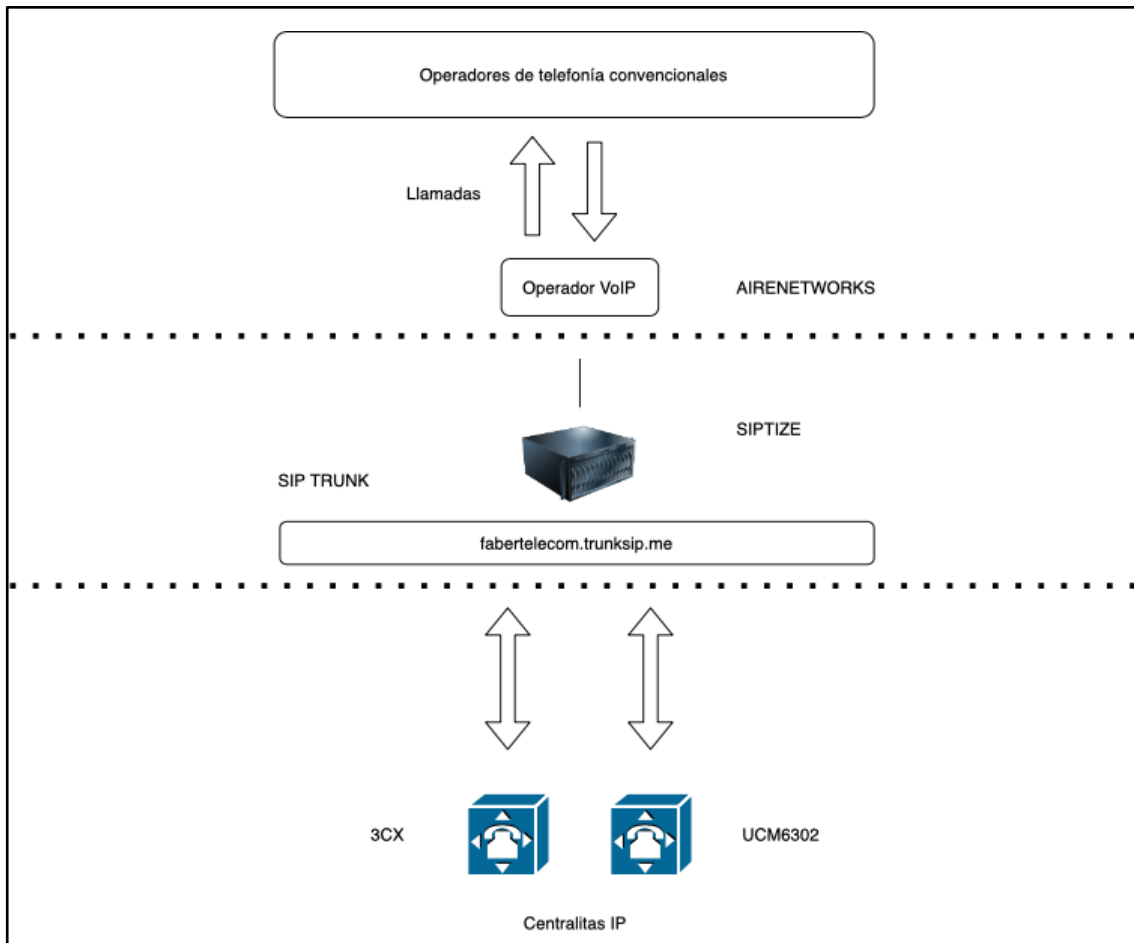 Operadores de telefonía convencionales
Llamadas
Operador VoIP
AIRENETWORKS
SIPTIZE
SIP TRUNK
fabertelecom.trunksip.me
3CX
UCM6302
Centralitas IP